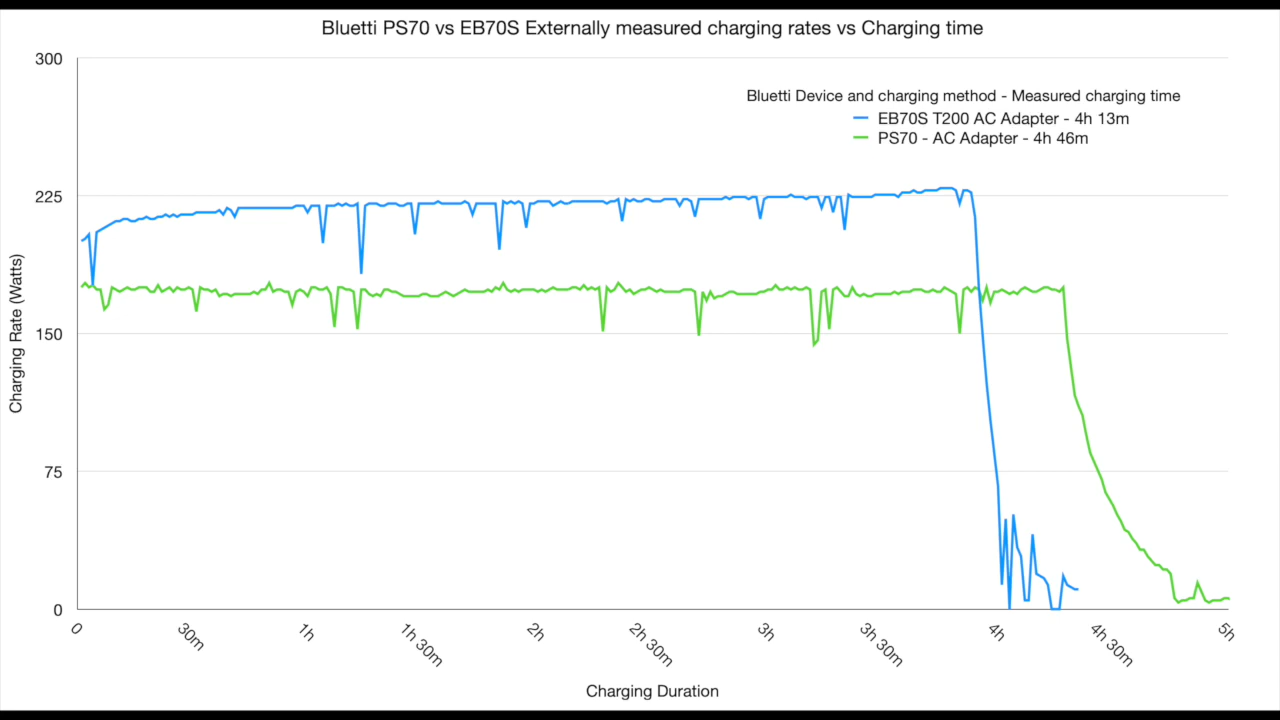 Bluetti PS70 vs EB70S Externally measured charging rates vs Charging time
300
Bluetti Device and charging method - Measured charging time
EB70S T200 AC Adapter - 4h 13m
PS70 - AC Adapter - 4h 46m
225
Charging Rate (Watts)
150
75
0
0
30m
1h
1h 30m
2h
2h 30m
3h
3h 30m
4h
4h 30m
5h
Charging Duration